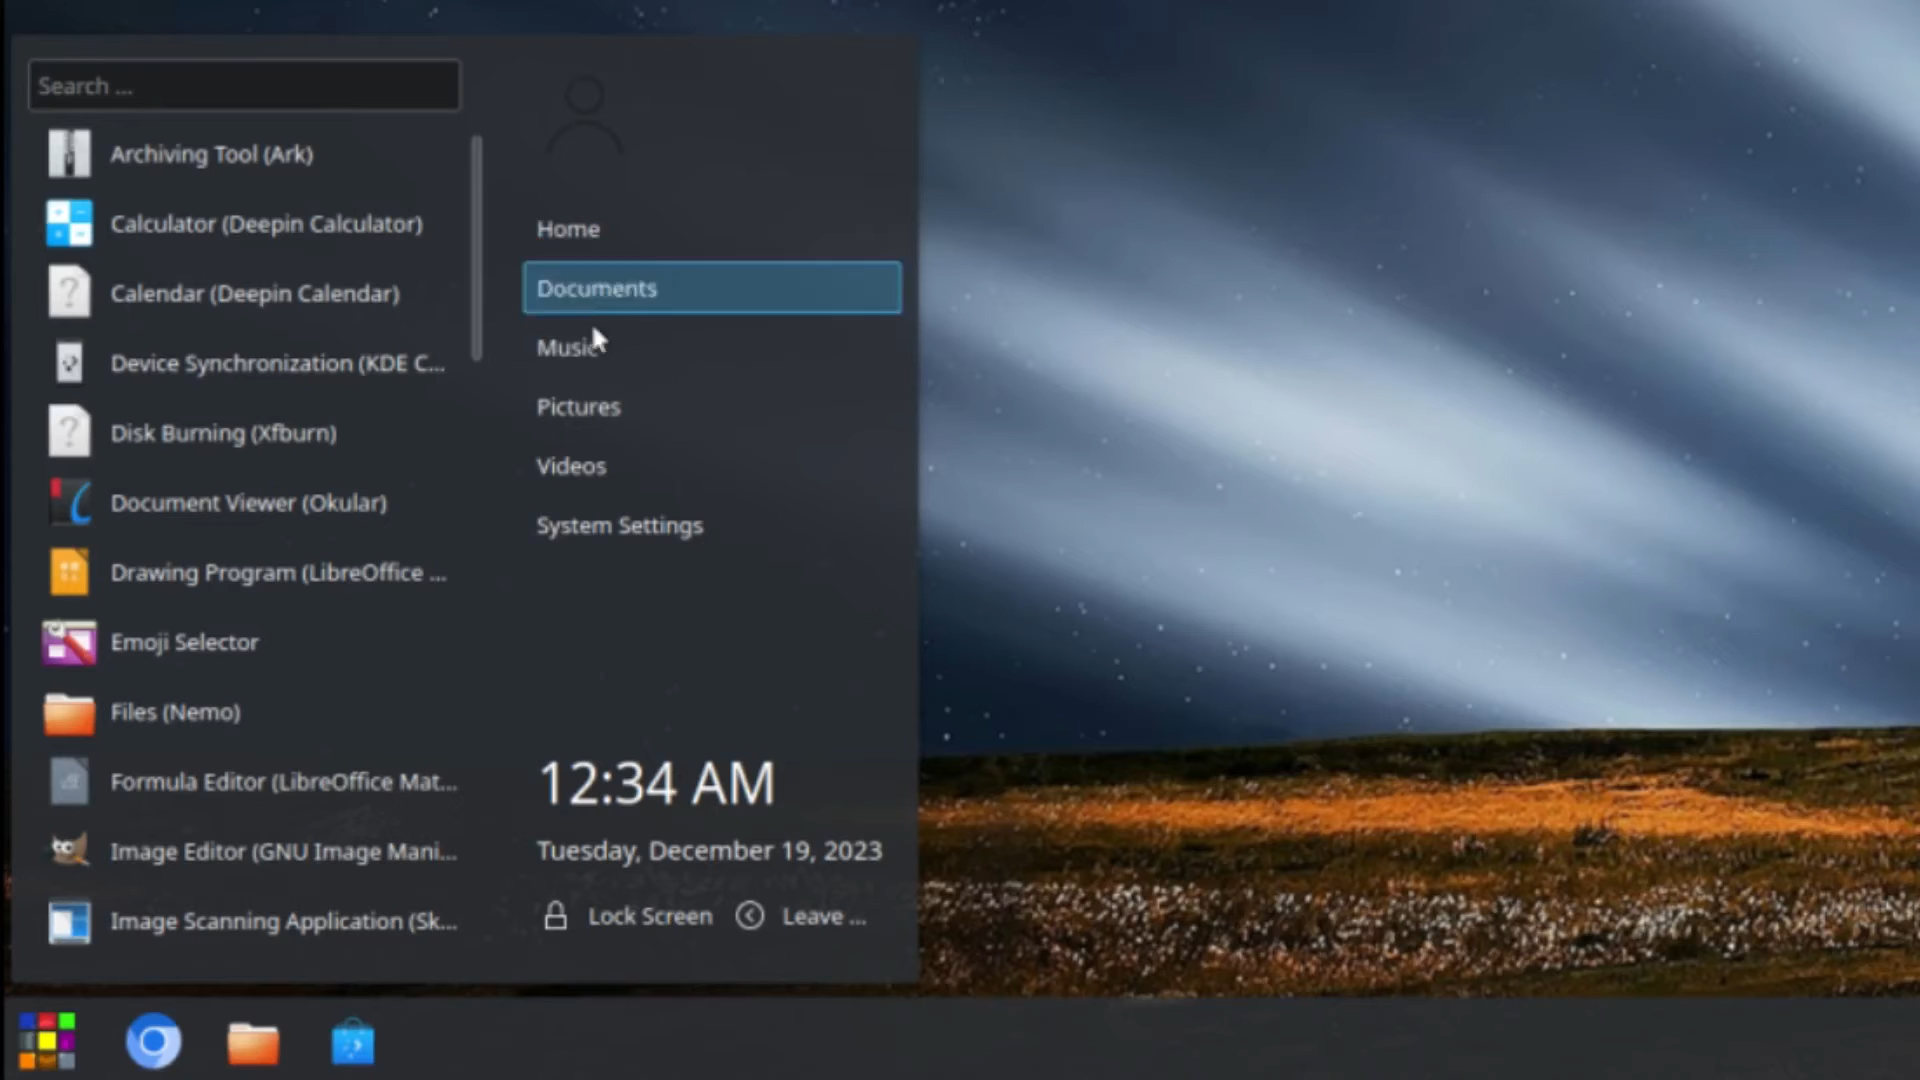 Search ...
Archiving Tool (Ark)
Calculator (Deepin Calculator)
Calendar (Deepin Calendar)
Device Synchronization (KDE C...
Disk Burning (Xfburn)
Document Viewer (Okular)
Drawing Program (LibreOffice ...
Emoji Selector
Files (Nemo)
Formula Editor (LibreOffice Mat...
Image Editor (GNU Image Mani...
Image Scanning Application (Sk...
Home
Documents
Music
Pictures
Videos
System Settings
12:34 AM
Tuesday, December 19, 2023
Lock Screen
Leave ...